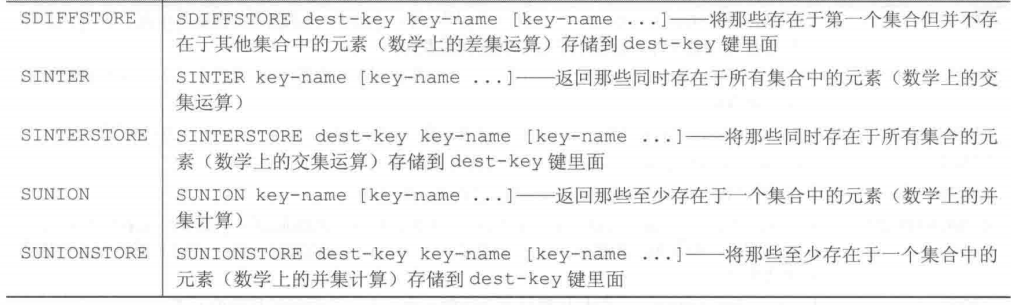 SDIFFSTORE SDIFFSTORE dest-key key-name [key-name ...]——将那些存在于第一个集合但并不存
在于其他集合中的元素（数学上的差集运算）存储到 dest-key 键里面
SINTER SINTER key-name [key-name ...]——返回那些同时存在于所有集合中的元素（数学上的交
集运算）
SINTERSTORE SINTERSTORE dest-key key-name [key-name ...]——将那些同时存在于所有集合的元
素（数学上的交集运算）存储到 dest-key 键里面
SUNION SUNION key-name [key-name ...]——返回那些至少存在于一个集合中的元素（数学上的并
集计算）
SUNIONSTORE SUNIONSTORE dest-key key-name [key-name ...]——将那些至少存在于一个集合中的
元素（数学上的并集计算）存储到 dest-key 键里面